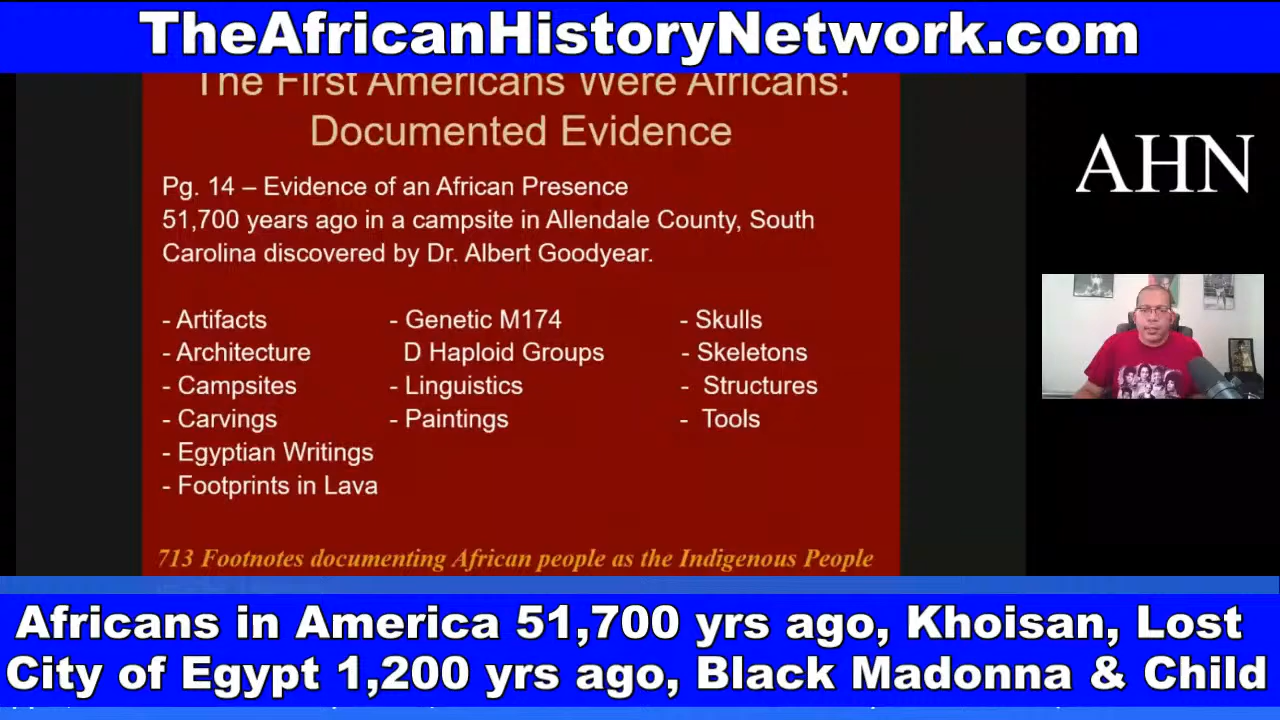 TheAfricanHistoryNetwork.com
The First Americans Were Africans:
Documented Evidence
AHN
Pg. 14 – Evidence of an African Presence
51,700 years ago in a campsite in Allendale County, South
Carolina discovered by Dr. Albert Goodyear.
- Artifacts
- Architecture
- Campsites
- Carvings
- Egyptian Writings
- Footprints in Lava
- Genetic M174
D Haploid Groups
- Linguistics
- Paintings
- Skulls
- Skeletons
- Structures
- Tools
713 Footnotes documenting African people as the Indigenous People
Africans in America 51,700 yrs ago, Khoisan, Lost
City of Egypt 1,200 yrs ago, Black Madonna & Child